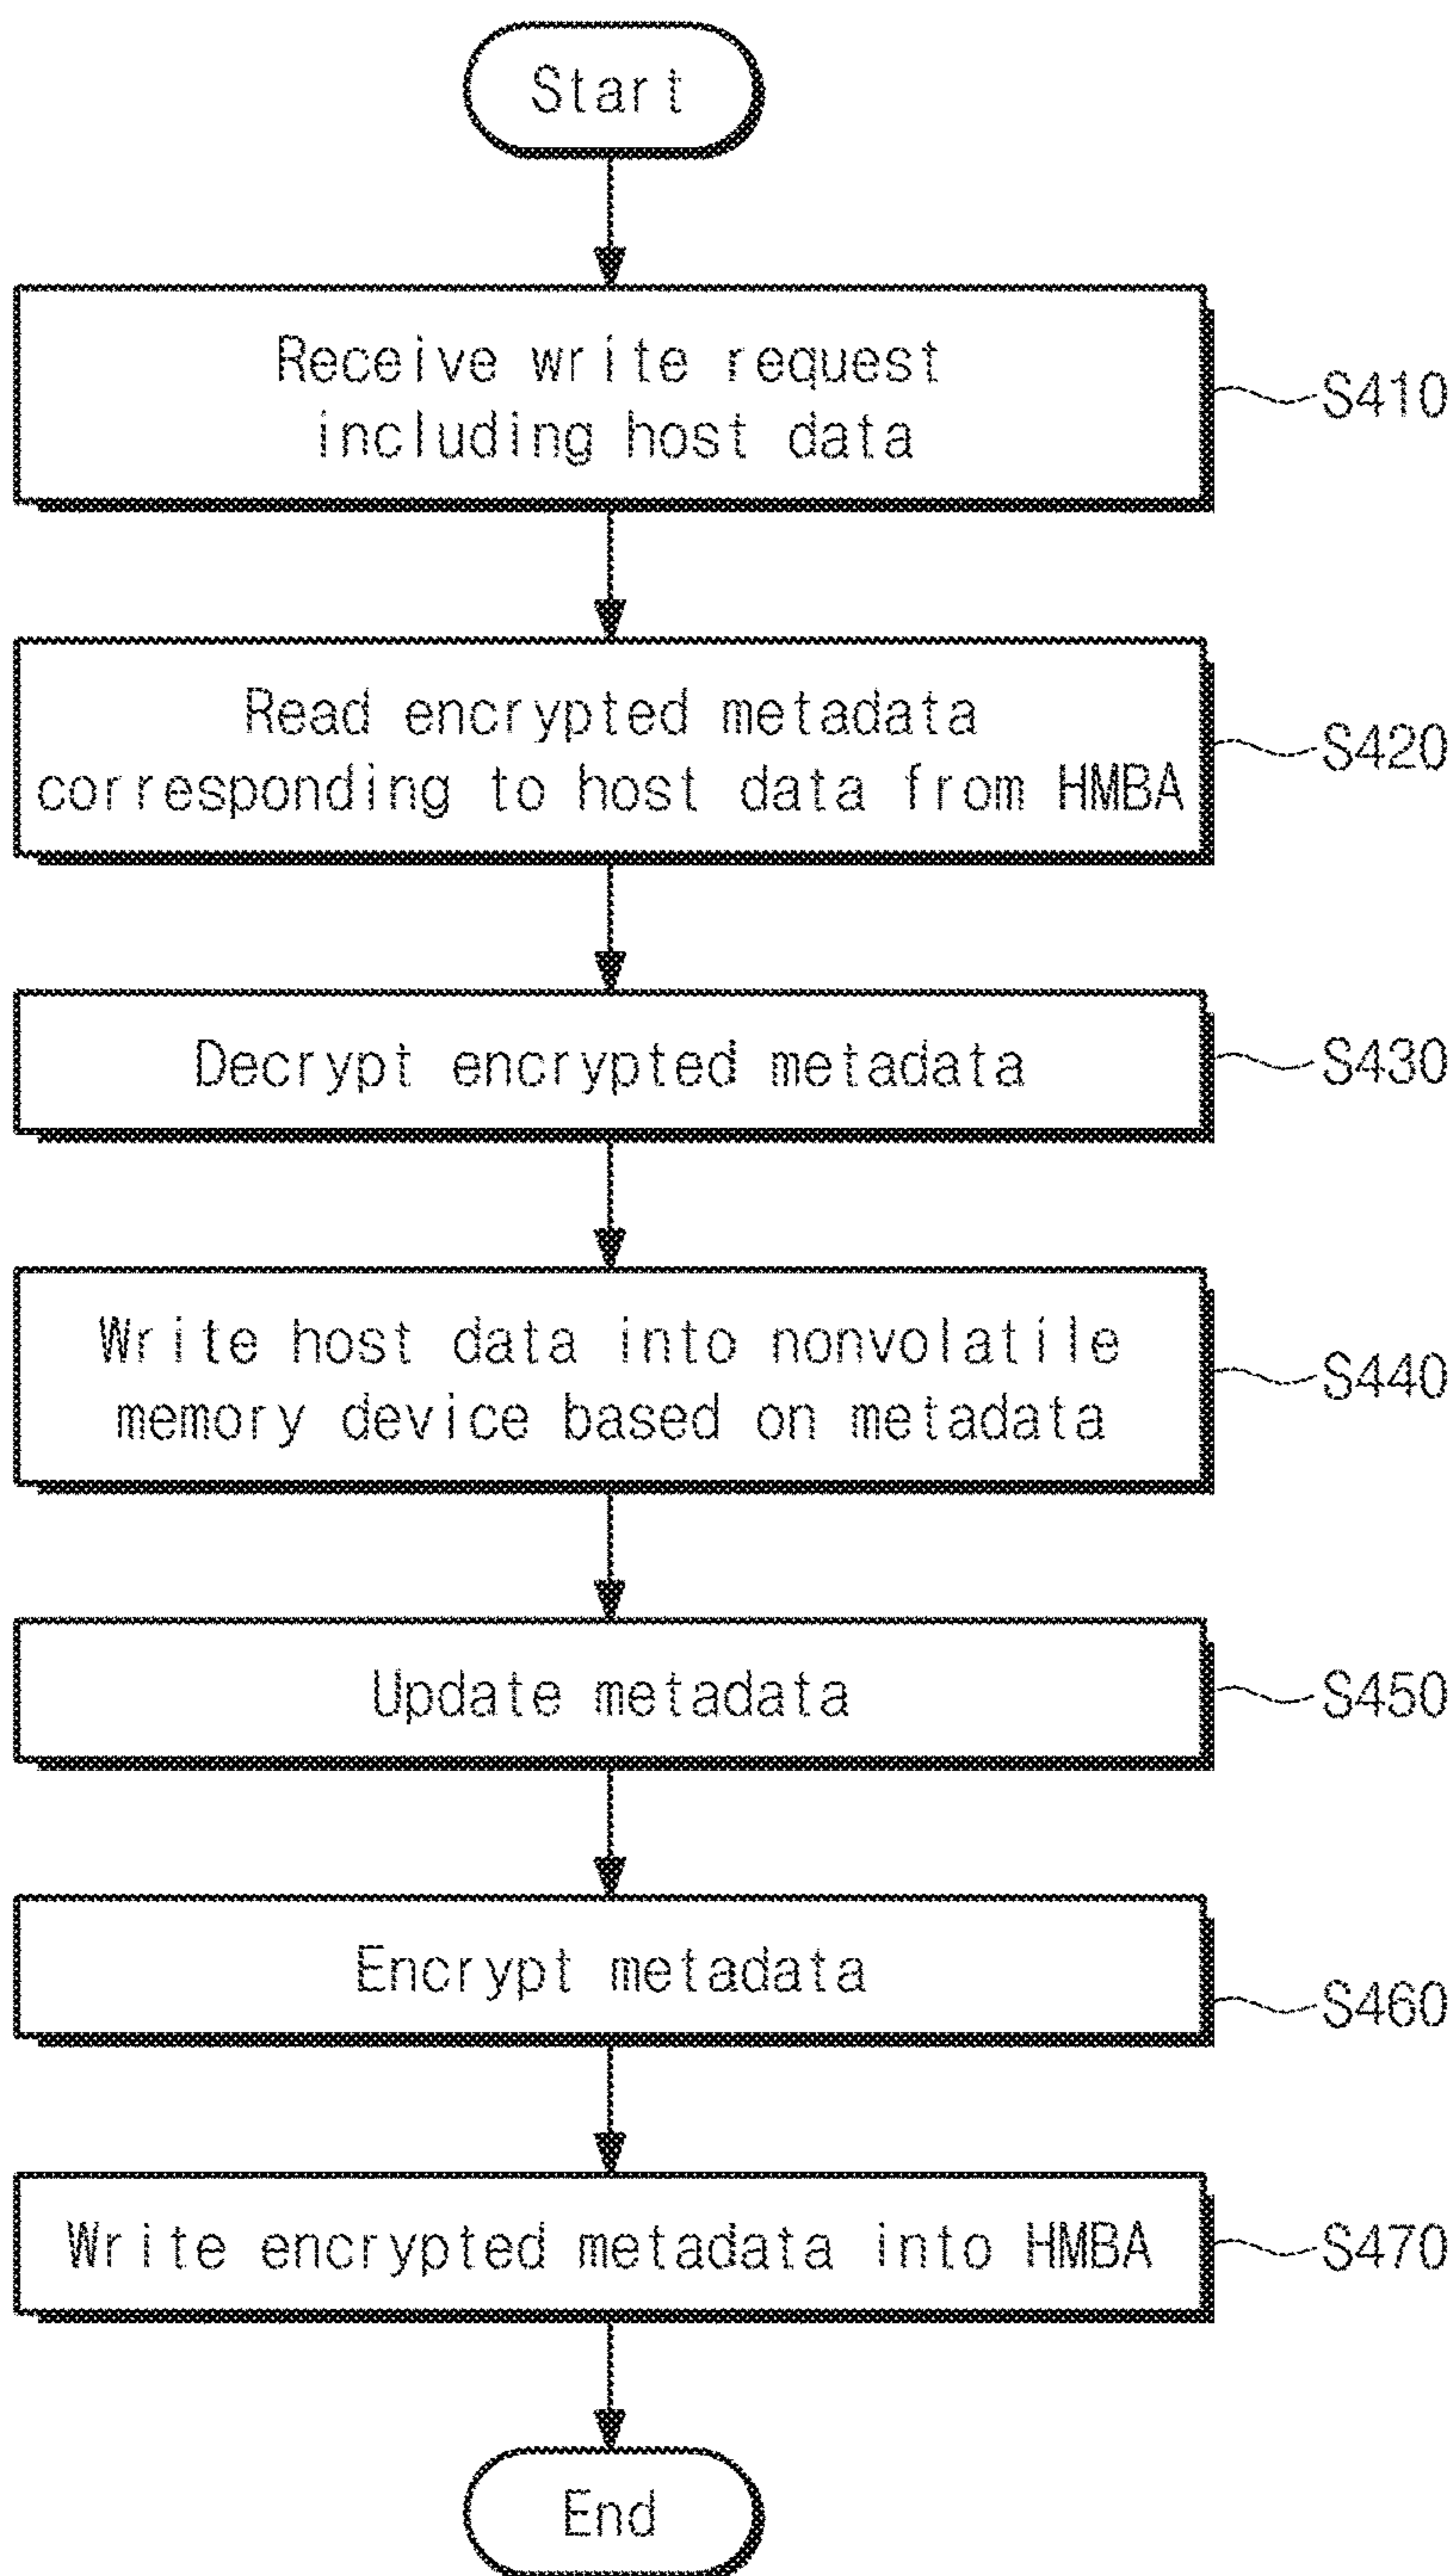 Start
Receive write request
including host data
S410
Read encrypted metadata
corresponding to host data from HMBA
S420
Decrypt encrypted metadata
S430
Write host data into nonvolatile
memory device based on metadata
S440
Update metadata
S450
Encrypt metadata
S460
Write encrypted metadata into HMBA
S470
End